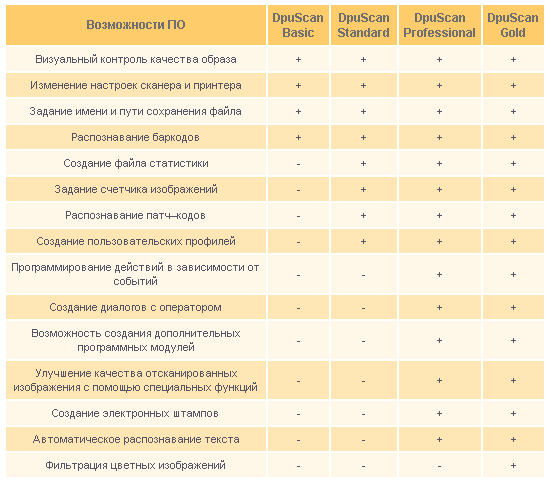 Возможности ПО DpuScan Basic DpuScan Standard DpuScan Professional DpuScan Gold
Визуальный контроль качества образа + + + +
Изменение настроек сканера и принтера + + + +
Задание имени и пути сохранения файла + + + +
Распознавание баркодов + + + +
Создание файла статистики - + + +
Задание счетчика изображений - + + +
Распознавание патч–кодов - + + +
Создание пользовательских профилей - + + +
Программирование действий в зависимости от
событий - - + +
Создание диалогов с оператором - - + +
Возможность создания дополнительных
программных модулей - - + +
Улучшение качества отсканированных
изображения с помощью специальных функций - - + +
Создание электронных штампов - - + +
Автоматическое распознавание текста - - + +
Фильтрация цветных изображений - - - +